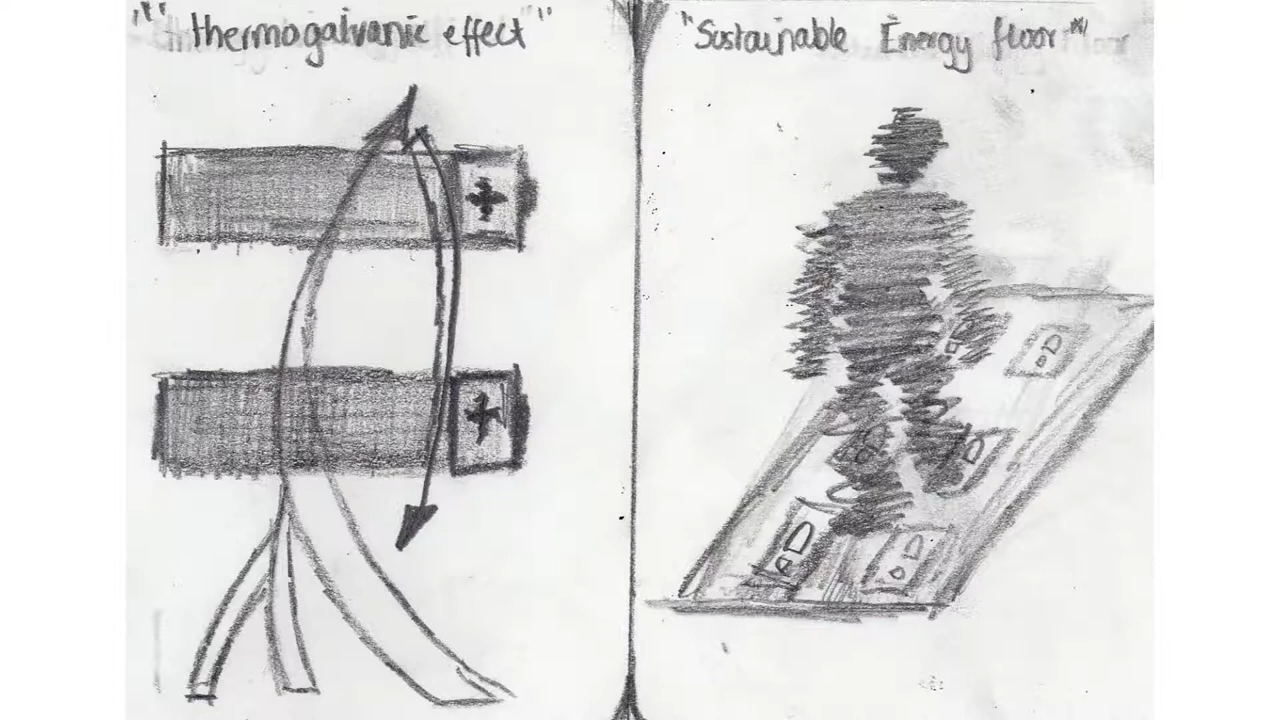 "thermogalvanic effect"
"Sustainable Energy floor"
+
+